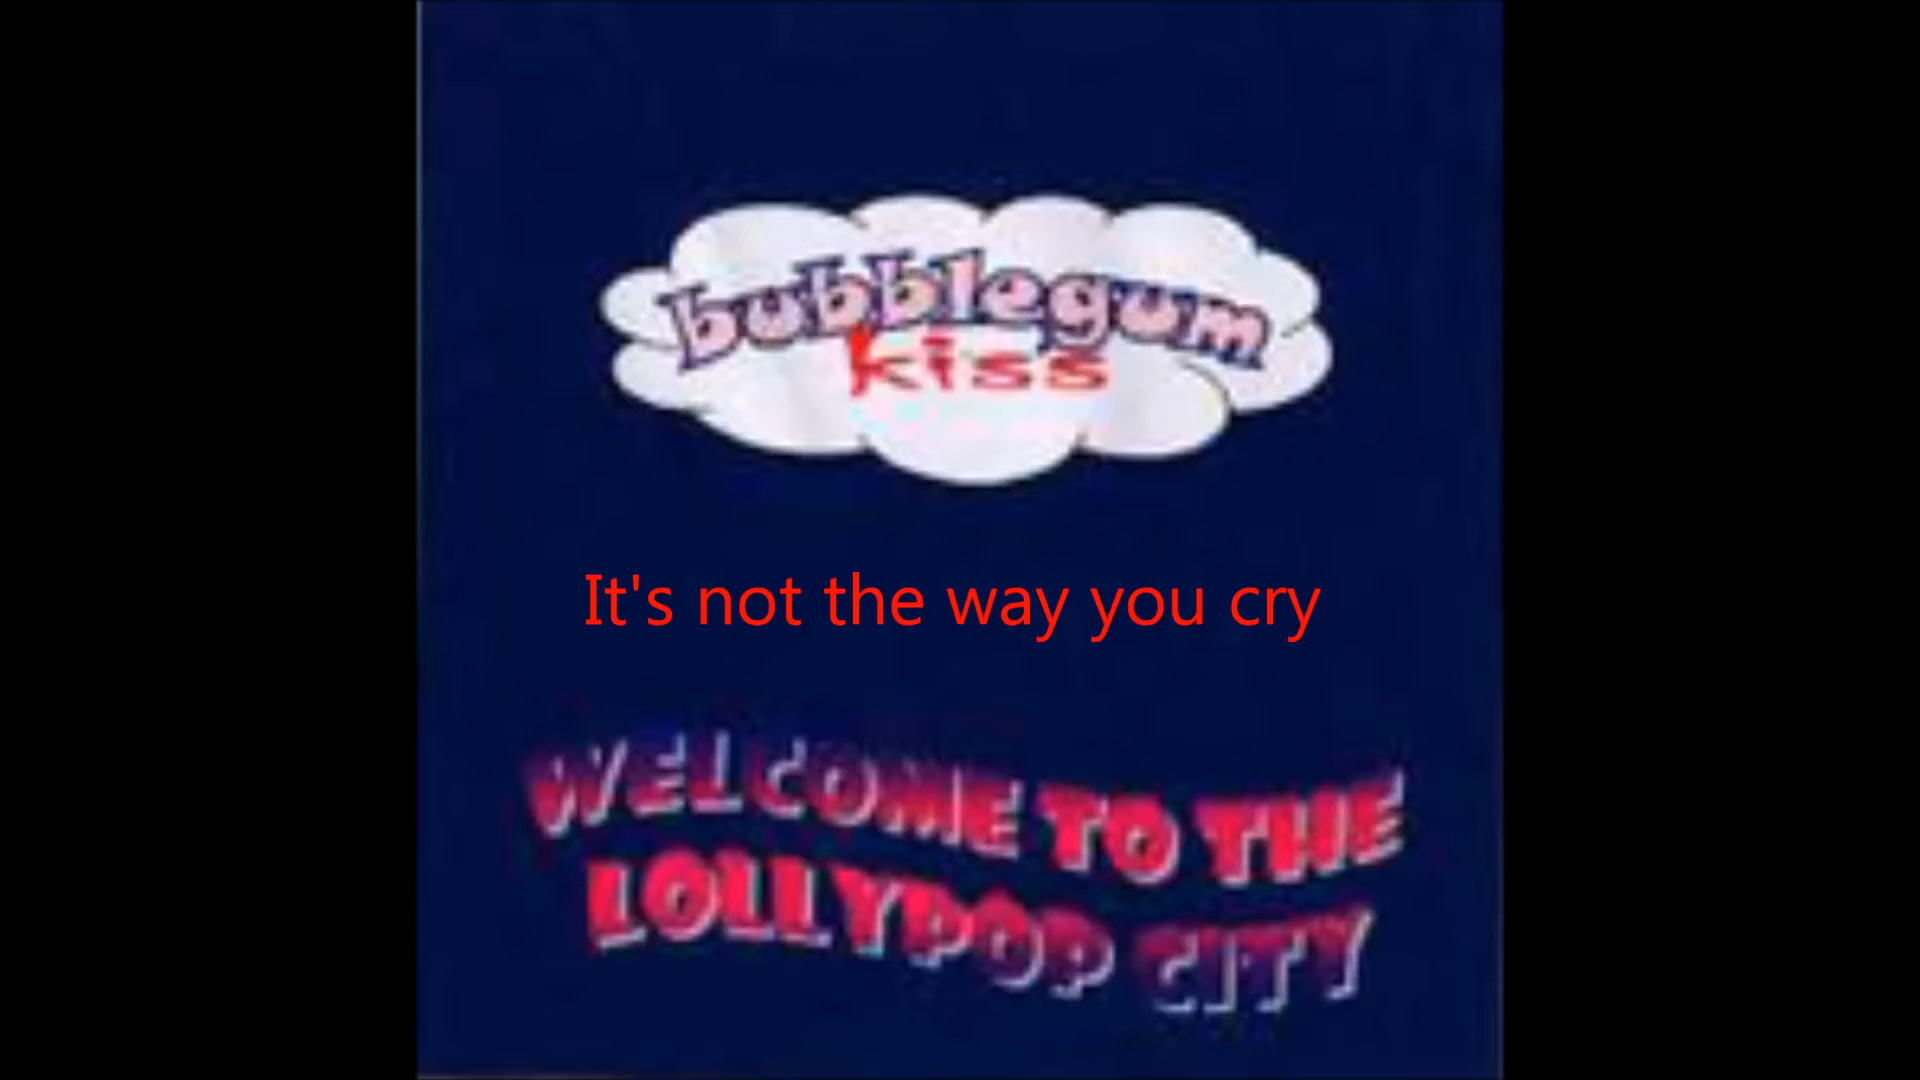 bubblegum
kiss
It's not the way you cry
WELCOME TO THE
LOLLYPOP CITY